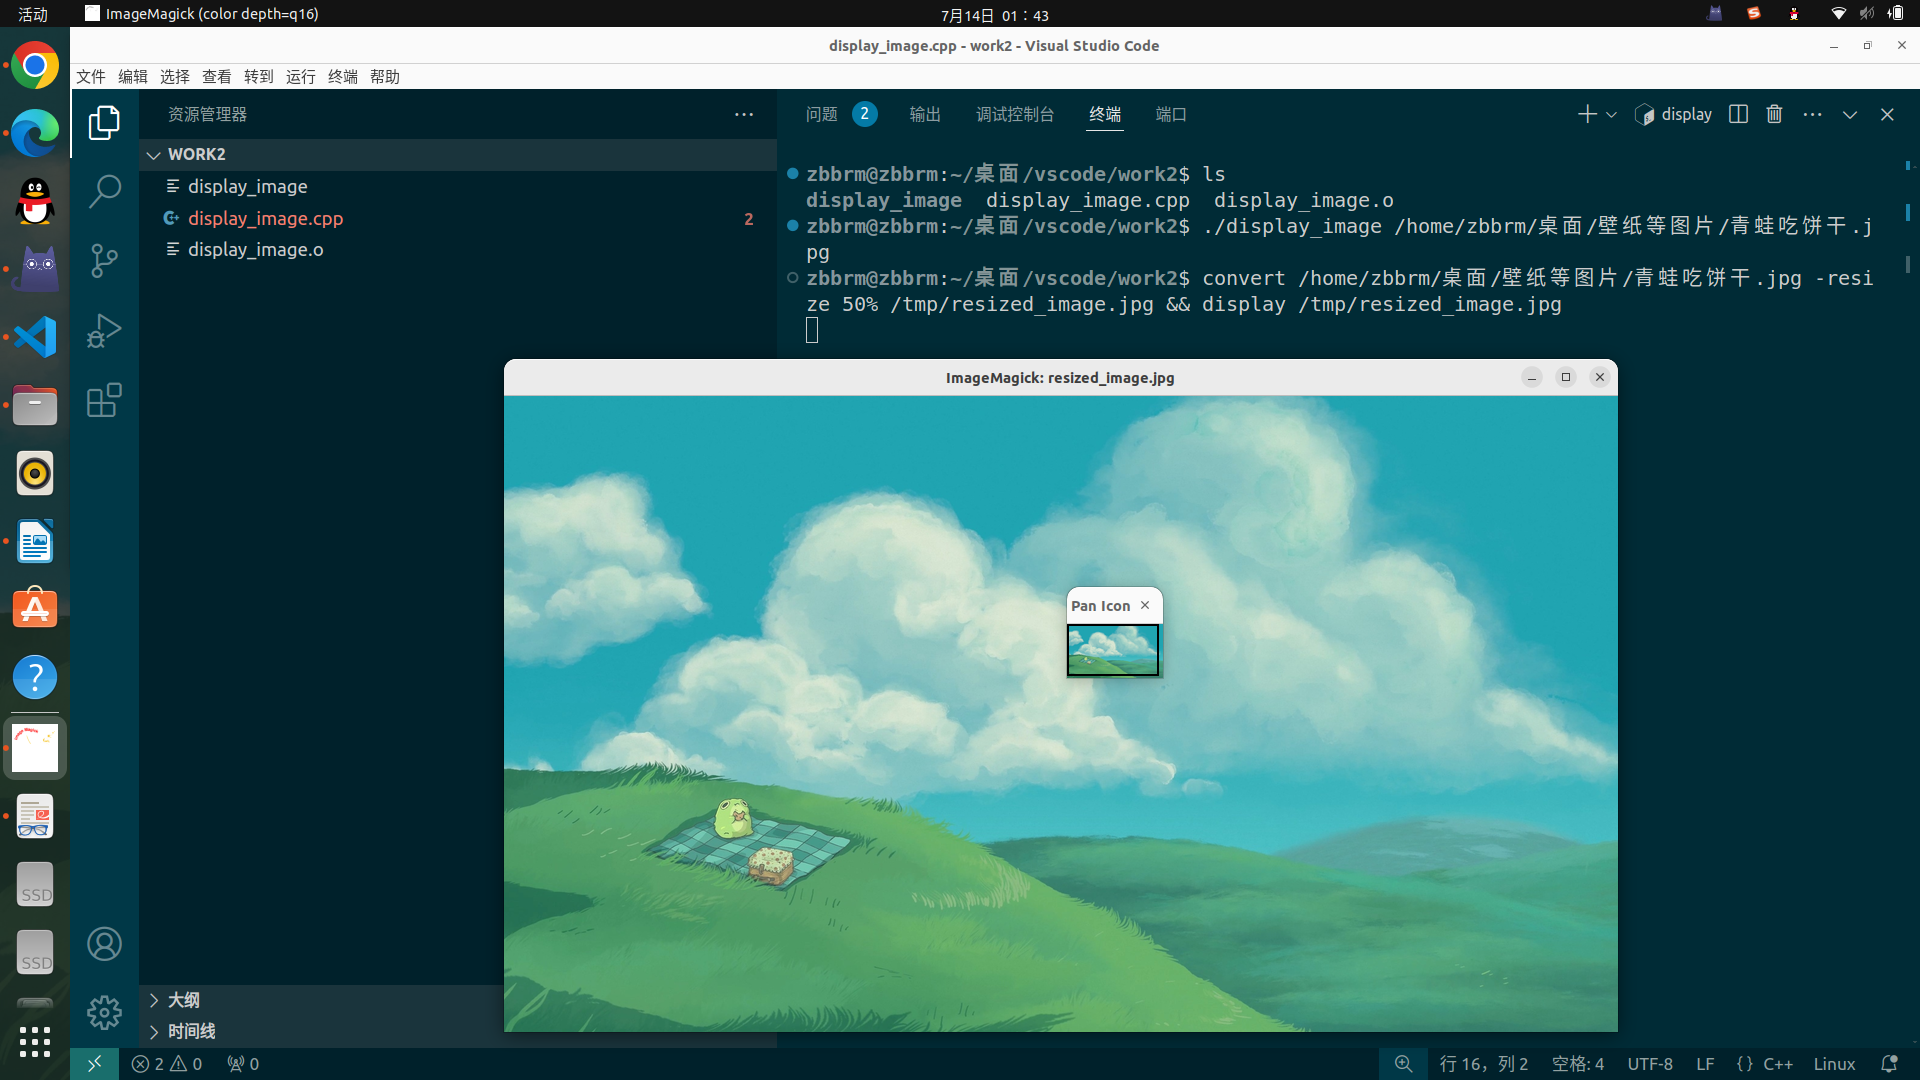 活动
ImageMagick (color depth=q16)
7月14日 01：43
display_image.cpp - work2 - Visual Studio Code
文件 编辑 选择 查看 转到 运行 终端 帮助
资源管理器
WORK2
display_image
display_image.cpp 2
display_image.o
大纲
时间线
问题 2 输出 调试控制台 终端 端口
display
zbbrm@zbbrm:~/桌面/vscode/work2$ ls
display_image display_image.cpp display_image.o
zbbrm@zbbrm:~/桌面/vscode/work2$ ./display_image /home/zbbrm/桌面/壁纸等图片/青蛙吃饼干.j
pg
zbbrm@zbbrm:~/桌面/vscode/work2$ convert /home/zbbrm/桌面/壁纸等图片/青蛙吃饼干.jpg -resi
ze 50% /tmp/resized_image.jpg && display /tmp/resized_image.jpg
ImageMagick: resized_image.jpg
Pan Icon
SSD
SSD
2 0 0
行 16，列 2 空格: 4 UTF-8 LF {} C++ Linux